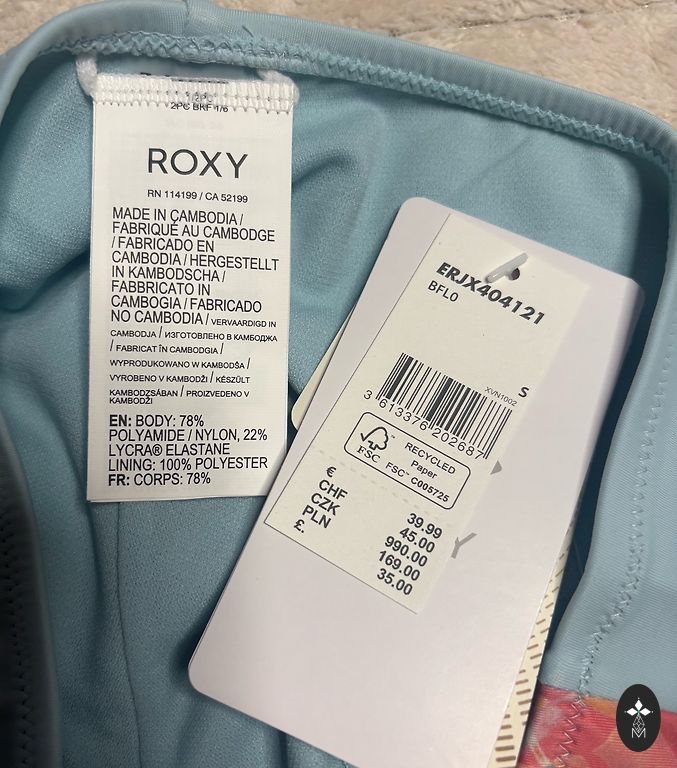 2PC
2PC BKF 1/6
ROXY
RN 114199 / CA 52199
MADE IN CAMBODIA /
FABRIQUÉ AU CAMBODGE
/ FABRICADO EN
CAMBODIA / HERGESTELLT
IN KAMBODSCHA /
FABBRICATO IN
CAMBOGIA / FABRICADO
NO CAMBODIA / VERVAARDIGD IN
CAMBODJA / ИЗГОТОВЛЕНО В КАМБОДЖА
/ FABRICAT ÎN CAMBODGIA /
WYPRODUKOWANO W KAMBODŠA /
VYROBENO V KAMBODŽI / KÉSZÜLT
KAMBODZSÁBAN / PROIZVEDENO V
KAMBODŽI
EN: BODY: 78%
POLYAMIDE / NYLON, 22%
LYCRA® ELASTANE
LINING: 100% POLYESTER
FR: CORPS: 78%
ERJX404121
BFL0
S
XVN1002
3 613376 202687
RECYCLED
Paper
FSC™ C005725
FSC
€ 39.99
CHF 45.00
CZK 990.00
PLN 169.00
£. 35.00
Y
M